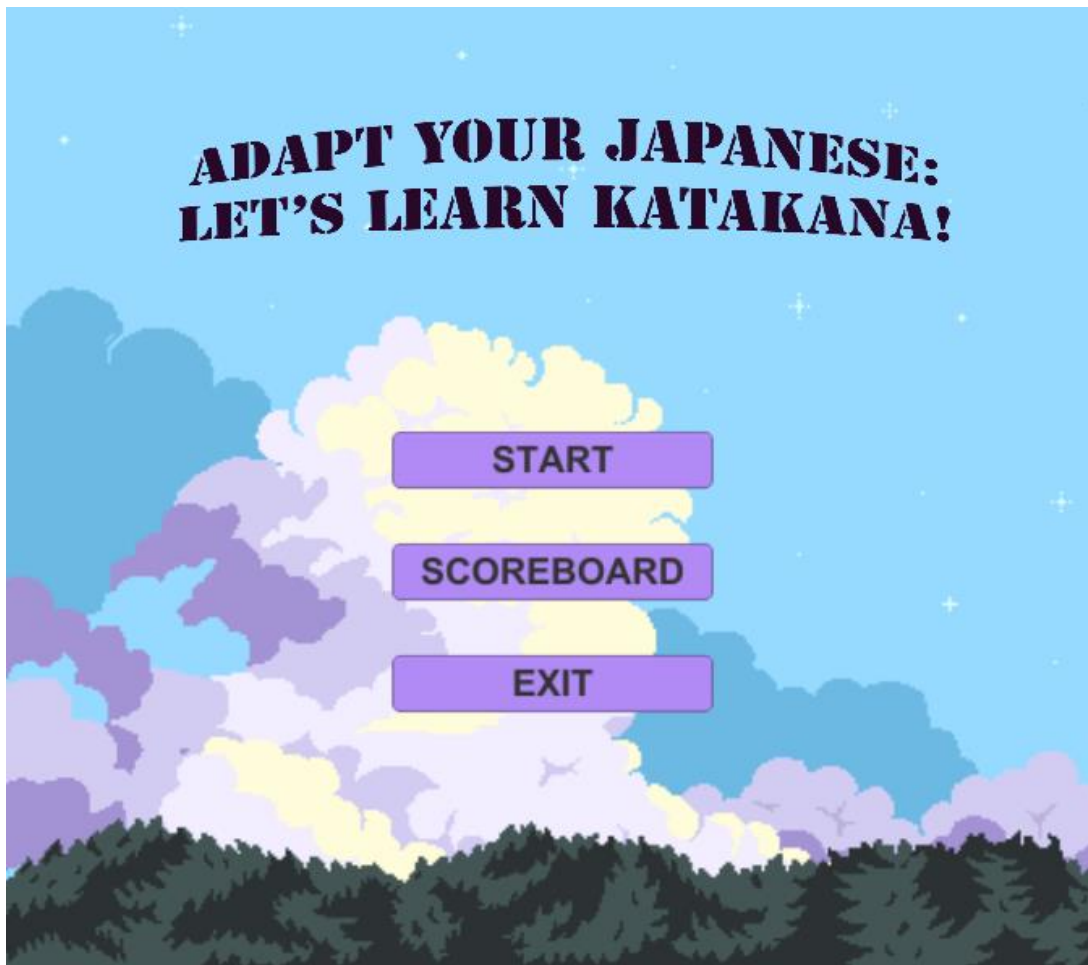 ADAPT YOUR JAPANESE:
LET'S LEARN KATAKANA!
START
SCOREBOARD
EXIT